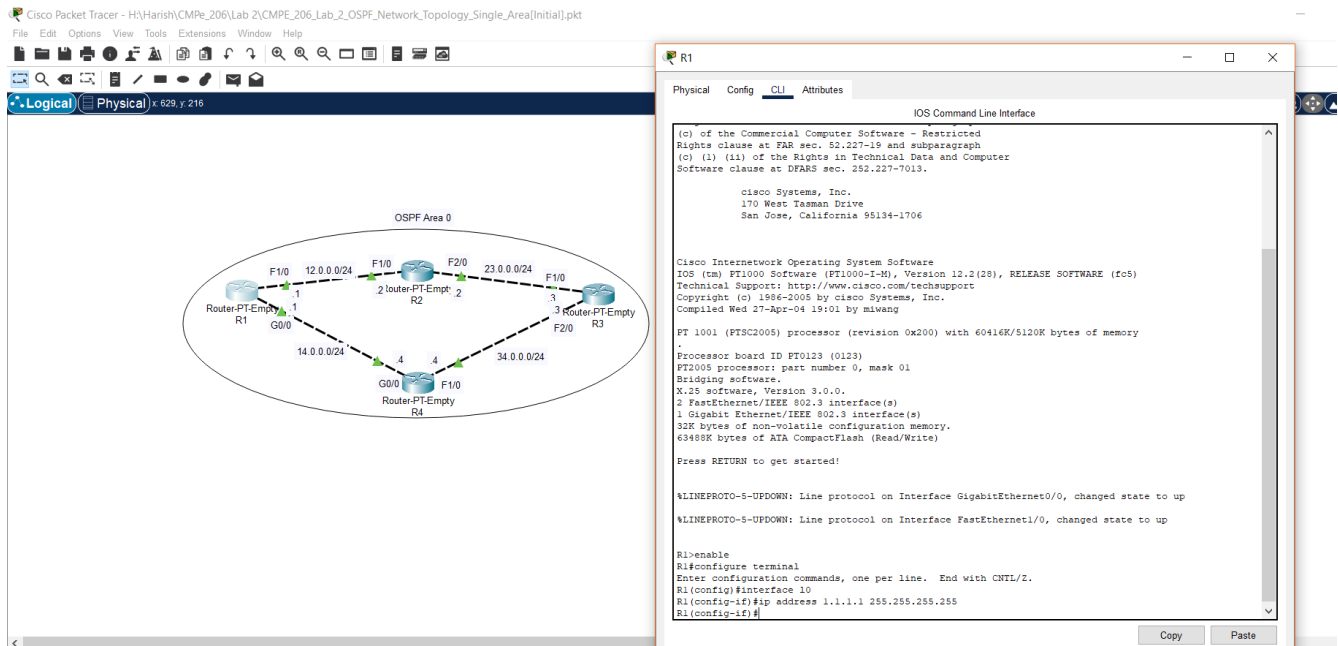 Cisco Packet Tracer - H:\Harish\CMPe_206\Lab 2\CMPE_206_Lab_2_OSPF_Network_Topology_Single_Area[Initial].pkt
File Edit Options View Tools Extensions Window Help
Logical Physical x: 629, y: 216
OSPF Area 0
F1/0 12.0.0.0/24 F1/0 F2/0 23.0.0.0/24 F1/0
.1 .2 .2 .3
Router-PT-Empty
R2
Router-PT-Empty
R1
.1
G0/0
.3 Router-PT-Empty
R3
F2/0
14.0.0.0/24 .4 .4 34.0.0.0/24
G0/0 F1/0
Router-PT-Empty
R4
R1
Physical Config CLI Attributes
IOS Command Line Interface
(c) of the Commercial Computer Software - Restricted
Rights clause at FAR sec. 52.227-19 and subparagraph
(c) (1) (ii) of the Rights in Technical Data and Computer
Software clause at DFARS sec. 252.227-7013.
cisco Systems, Inc.
170 West Tasman Drive
San Jose, California 95134-1706
Cisco Internetwork Operating System Software
IOS (tm) PT1000 Software (PT1000-I-M), Version 12.2(28), RELEASE SOFTWARE (fc5)
Technical Support: http://www.cisco.com/techsupport
Copyright (c) 1986-2005 by cisco Systems, Inc.
Compiled Wed 27-Apr-04 19:01 by miwang
PT 1001 (PTSC2005) processor (revision 0x200) with 60416K/5120K bytes of memory
.
Processor board ID PT0123 (0123)
PT2005 processor: part number 0, mask 01
Bridging software.
X.25 software, Version 3.0.0.
2 FastEthernet/IEEE 802.3 interface(s)
1 Gigabit Ethernet/IEEE 802.3 interface(s)
32K bytes of non-volatile configuration memory.
63488K bytes of ATA CompactFlash (Read/Write)
Press RETURN to get started!
%LINEPROTO-5-UPDOWN: Line protocol on Interface GigabitEthernet0/0, changed state to up
%LINEPROTO-5-UPDOWN: Line protocol on Interface FastEthernet1/0, changed state to up
R1>enable
R1#configure terminal
Enter configuration commands, one per line. End with CNTL/Z.
R1(config)#interface l0
R1(config-if)#ip address 1.1.1.1 255.255.255.255
R1(config-if)#
Copy Paste